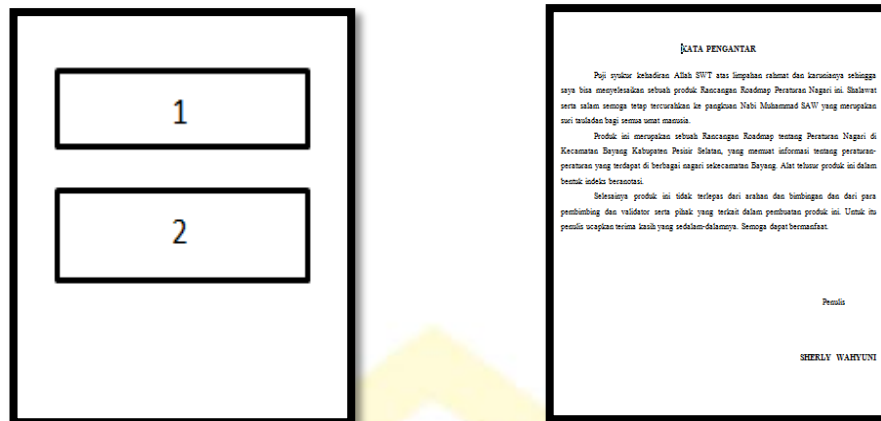 1
2
KATA PENGANTAR
Puji syukur kehadiran Allah SWT atas limpahan rahmat dan karunianya sehingga
saya bisa menyelesaikan sebuah produk Rancangan Roadmap Peraturan Nagari ini. Shalawat
serta salam semoga tetap tercurahkan ke pangkuan Nabi Muhammad SAW yang merupakan
suri tauladan bagi semua umat manusia.
Produk ini merupakan sebuah Rancangan Roadmap tentang Peraturan Nagari di
Kecamatan Bayang Kabupaten Pesisir Selatan, yang memuat informasi tentang peraturan-
peraturan yang terdapat di berbagai nagari sekecamatan Bayang. Alat telusur produk ini dalam
bentuk indeks beranotasi.
Selesainya produk ini tidak terlepas dari arahan dan bimbingan dan dari para
pembimbing dan validator serta pihak yang terkait dalam pembuatan produk ini. Untuk itu
penulis ucapkan terima kasih yang sedalam-dalamnya. Semoga dapat bermanfaat.
Penulis
SHERLY WAHYUNI